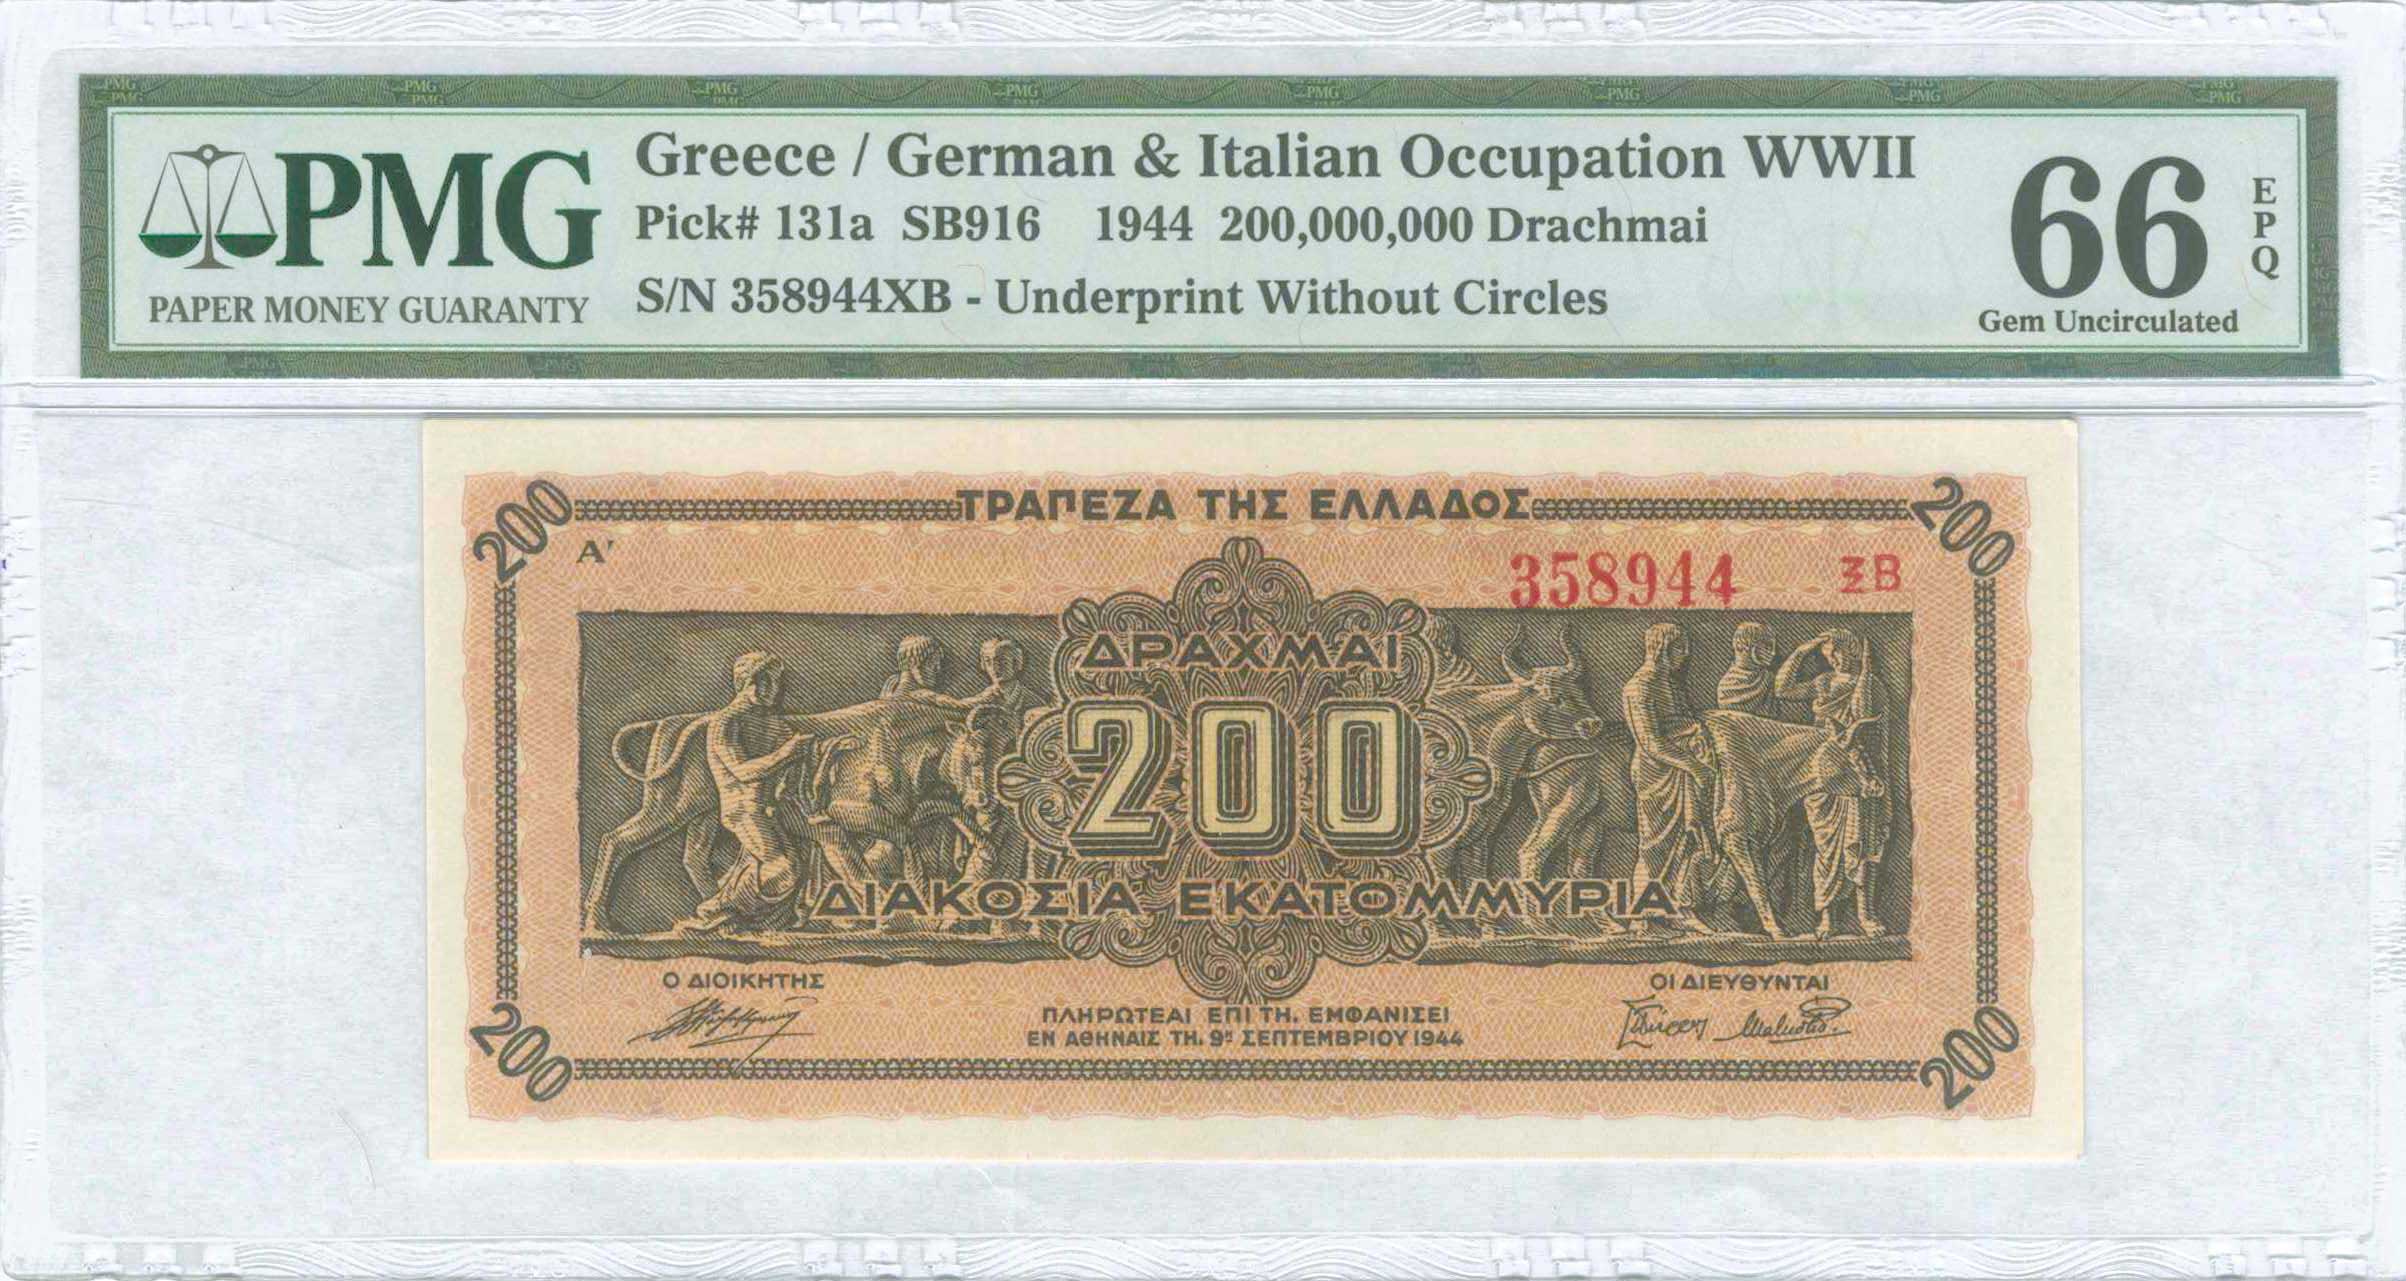 PMG
PAPER MONEY GUARANTY
Greece / German & Italian Occupation WWII
Pick# 131a SB916 1944 200,000,000 Drachmai
S/N 358944XB - Underprint Without Circles
66
EPQ
Gem Uncirculated
200 ΤΡΑΠΕΖΑ ΤΗΣ ΕΛΛΑΔΟΣ 200
Α' 358944 ΞΒ
ΔΡΑΧΜΑΙ
200
ΔΙΑΚΟΣΙΑ ΕΚΑΤΟΜΜΥΡΙΑ
Ο ΔΙΟΙΚΗΤΗΣ ΟΙ ΔΙΕΥΘΥΝΤΑΙ
ΠΛΗΡΩΤΕΑΙ ΕΠΙ ΤΗ. ΕΜΦΑΝΙΣΕΙ
ΕΝ ΑΘΗΝΑΙΣ ΤΗ. 9ῃ ΣΕΠΤΕΜΒΡΙΟΥ 1944
200 200